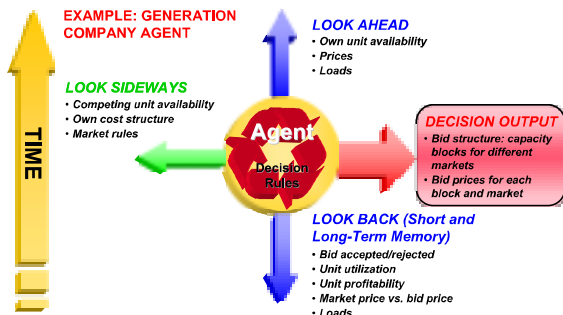 EXAMPLE: GENERATION
COMPANY AGENT
LOOK AHEAD
• Own unit availability
• Prices
• Loads
LOOK SIDEWAYS
• Competing unit availability
• Own cost structure
• Market rules
TIME
Agent
Decision
Rules
DECISION OUTPUT
• Bid structure: capacity
blocks for different
markets
• Bid prices for each
block and market
LOOK BACK (Short and
Long-Term Memory)
• Bid accepted/rejected
• Unit utilization
• Unit profitability
• Market price vs. bid price
• Loads